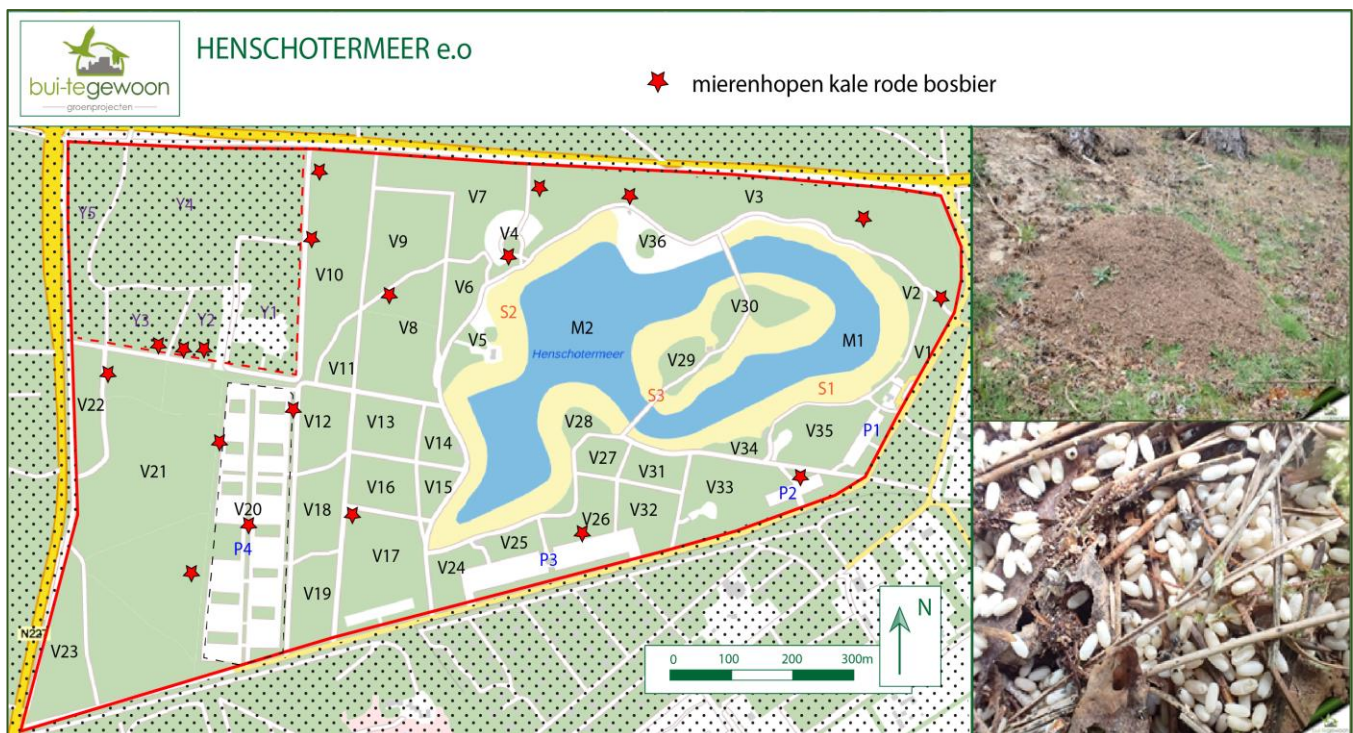 bui-tegewoon
groenprojecten
HENSCHOTERMEER e.o
mierenhopen kale rode bosbier
Y5
Y4
Y3
Y2
Y1
V7
V3
V9
V4
V36
V10
V6
V2
V8
S2
M2
V30
Henschotermeer
M1
V5
V29
V1
V11
S3
S1
V22
V12
V13
V28
V14
V35
P1
V34
V27
V31
V21
V16
V15
V33
P2
V20
V18
V26
V32
P4
V17
V25
P3
V24
V19
N
N22
V23
0 100 200 300m